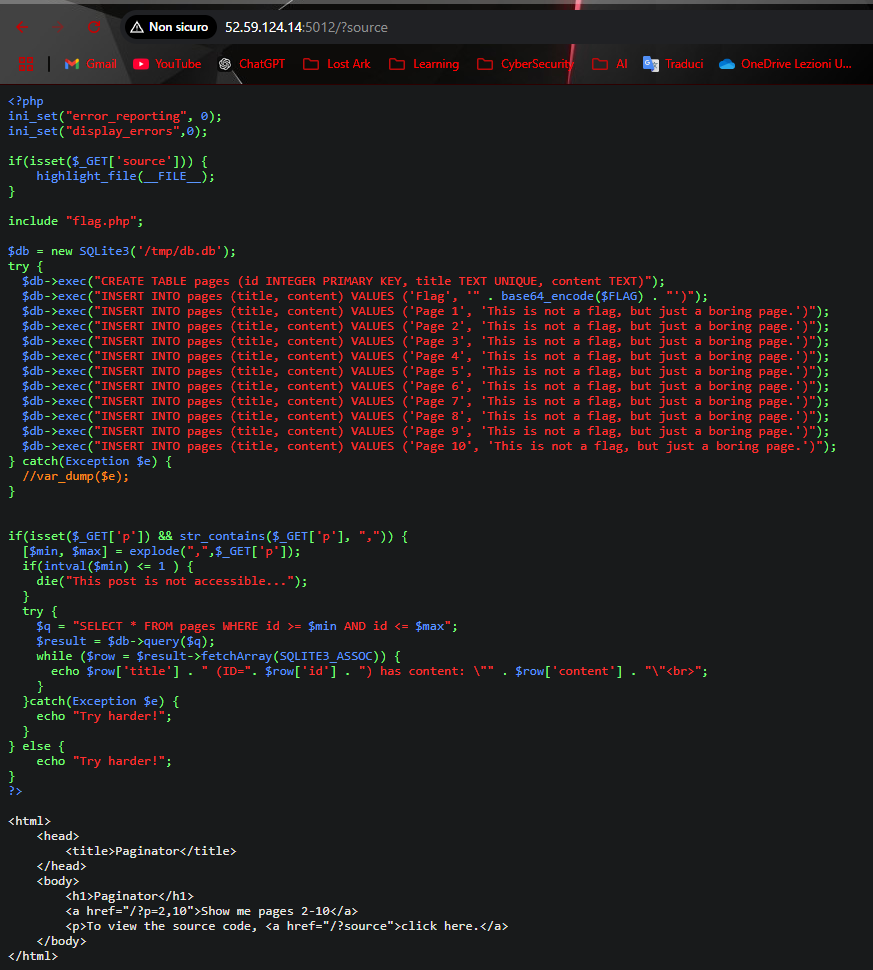 Non sicuro 52.59.124.14:5012/?source
Gmail YouTube ChatGPT Lost Ark Learning CyberSecurity AI Traduci OneDrive Lezioni U...
<?php
ini_set("error_reporting", 0);
ini_set("display_errors",0);

if(isset($_GET['source'])) {
    highlight_file(__FILE__);
}

include "flag.php";

$db = new SQLite3('/tmp/db.db');
try {
  $db->exec("CREATE TABLE pages (id INTEGER PRIMARY KEY, title TEXT UNIQUE, content TEXT)");
  $db->exec("INSERT INTO pages (title, content) VALUES ('Flag', '" . base64_encode($FLAG) . "')");
  $db->exec("INSERT INTO pages (title, content) VALUES ('Page 1', 'This is not a flag, but just a boring page.')");
  $db->exec("INSERT INTO pages (title, content) VALUES ('Page 2', 'This is not a flag, but just a boring page.')");
  $db->exec("INSERT INTO pages (title, content) VALUES ('Page 3', 'This is not a flag, but just a boring page.')");
  $db->exec("INSERT INTO pages (title, content) VALUES ('Page 4', 'This is not a flag, but just a boring page.')");
  $db->exec("INSERT INTO pages (title, content) VALUES ('Page 5', 'This is not a flag, but just a boring page.')");
  $db->exec("INSERT INTO pages (title, content) VALUES ('Page 6', 'This is not a flag, but just a boring page.')");
  $db->exec("INSERT INTO pages (title, content) VALUES ('Page 7', 'This is not a flag, but just a boring page.')");
  $db->exec("INSERT INTO pages (title, content) VALUES ('Page 8', 'This is not a flag, but just a boring page.')");
  $db->exec("INSERT INTO pages (title, content) VALUES ('Page 9', 'This is not a flag, but just a boring page.')");
  $db->exec("INSERT INTO pages (title, content) VALUES ('Page 10', 'This is not a flag, but just a boring page.')");
} catch(Exception $e) {
  //var_dump($e);
}


if(isset($_GET['p']) && str_contains($_GET['p'], ",")) {
  [$min, $max] = explode(",",$_GET['p']);
  if(intval($min) <= 1 ) {
    die("This post is not accessible...");
  }
  try {
    $q = "SELECT * FROM pages WHERE id >= $min AND id <= $max";
    $result = $db->query($q);
    while ($row = $result->fetchArray(SQLITE3_ASSOC)) {
      echo $row['title'] . " (ID=". $row['id'] . ") has content: \"" . $row['content'] . "\"<br>";
    }
  }catch(Exception $e) {
    echo "Try harder!";
  }
} else {
    echo "Try harder!";
}
?>

<html>
    <head>
        <title>Paginator</title>
    </head>
    <body>
        <h1>Paginator</h1>
        <a href="/?p=2,10">Show me pages 2-10</a>
        <p>To view the source code, <a href="/?source">click here.</a>
    </body>
</html>